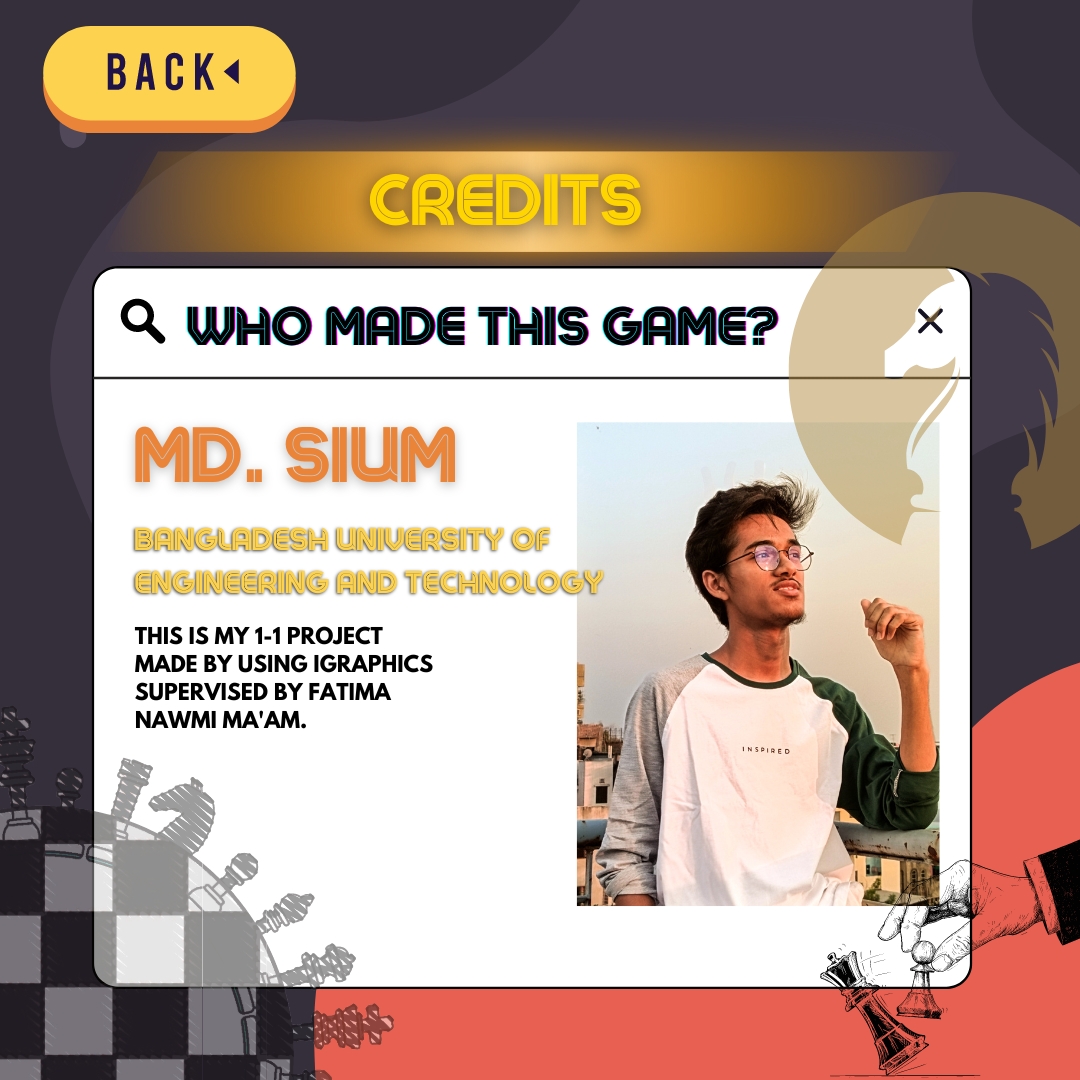 BACK
CREDITS
WHO MADE THIS GAME?
MD. SIUM
BANGLADESH UNIVERSITY OF
ENGINEERING AND TECHNOLOGY
THIS IS MY 1-1 PROJECT
MADE BY USING IGRAPHICS
SUPERVISED BY FATIMA
NAWMI MA'AM.
INSPIRED